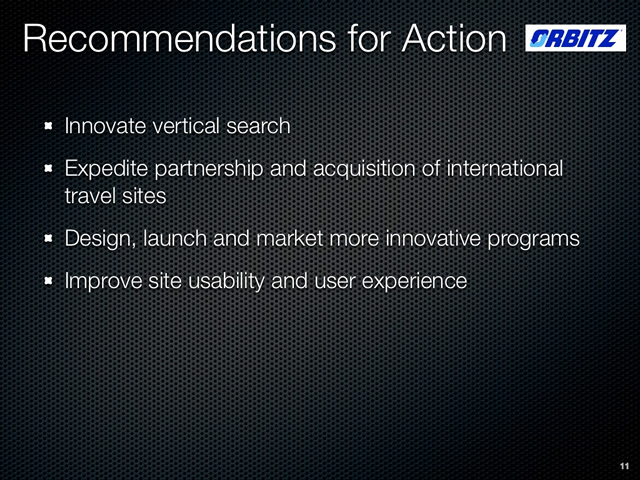 Recommendations for Action
ORBITZ
Innovate vertical search
Expedite partnership and acquisition of international
travel sites
Design, launch and market more innovative programs
Improve site usability and user experience
11